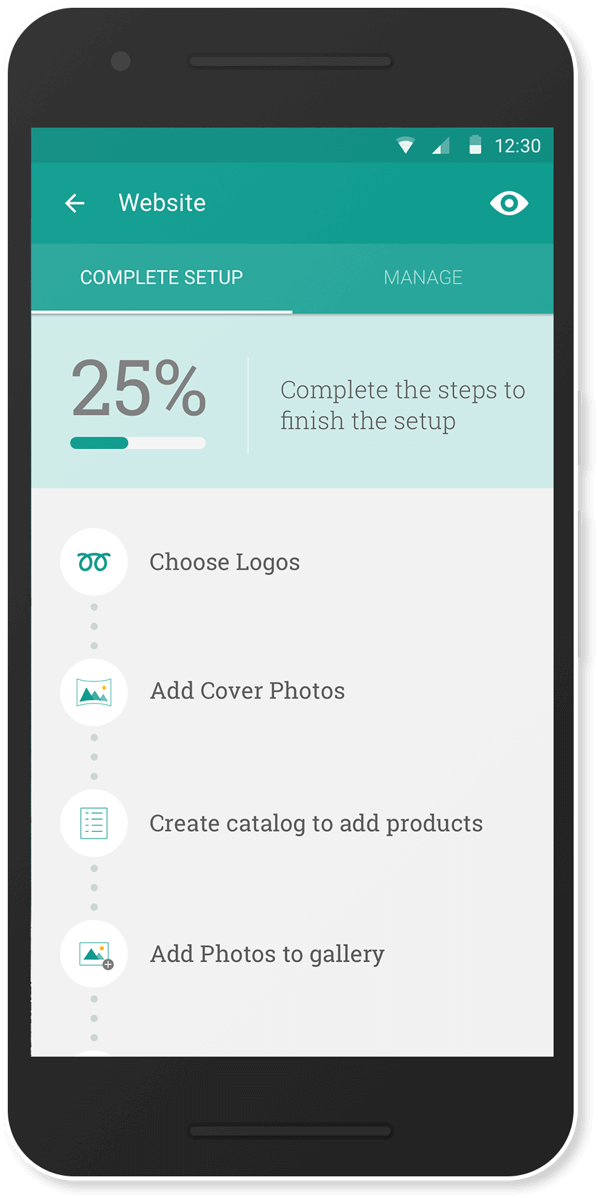 12:30
Website
COMPLETE SETUP
MANAGE
25%
Complete the steps to
finish the setup
Choose Logos
Add Cover Photos
Create catalog to add products
Add Photos to gallery